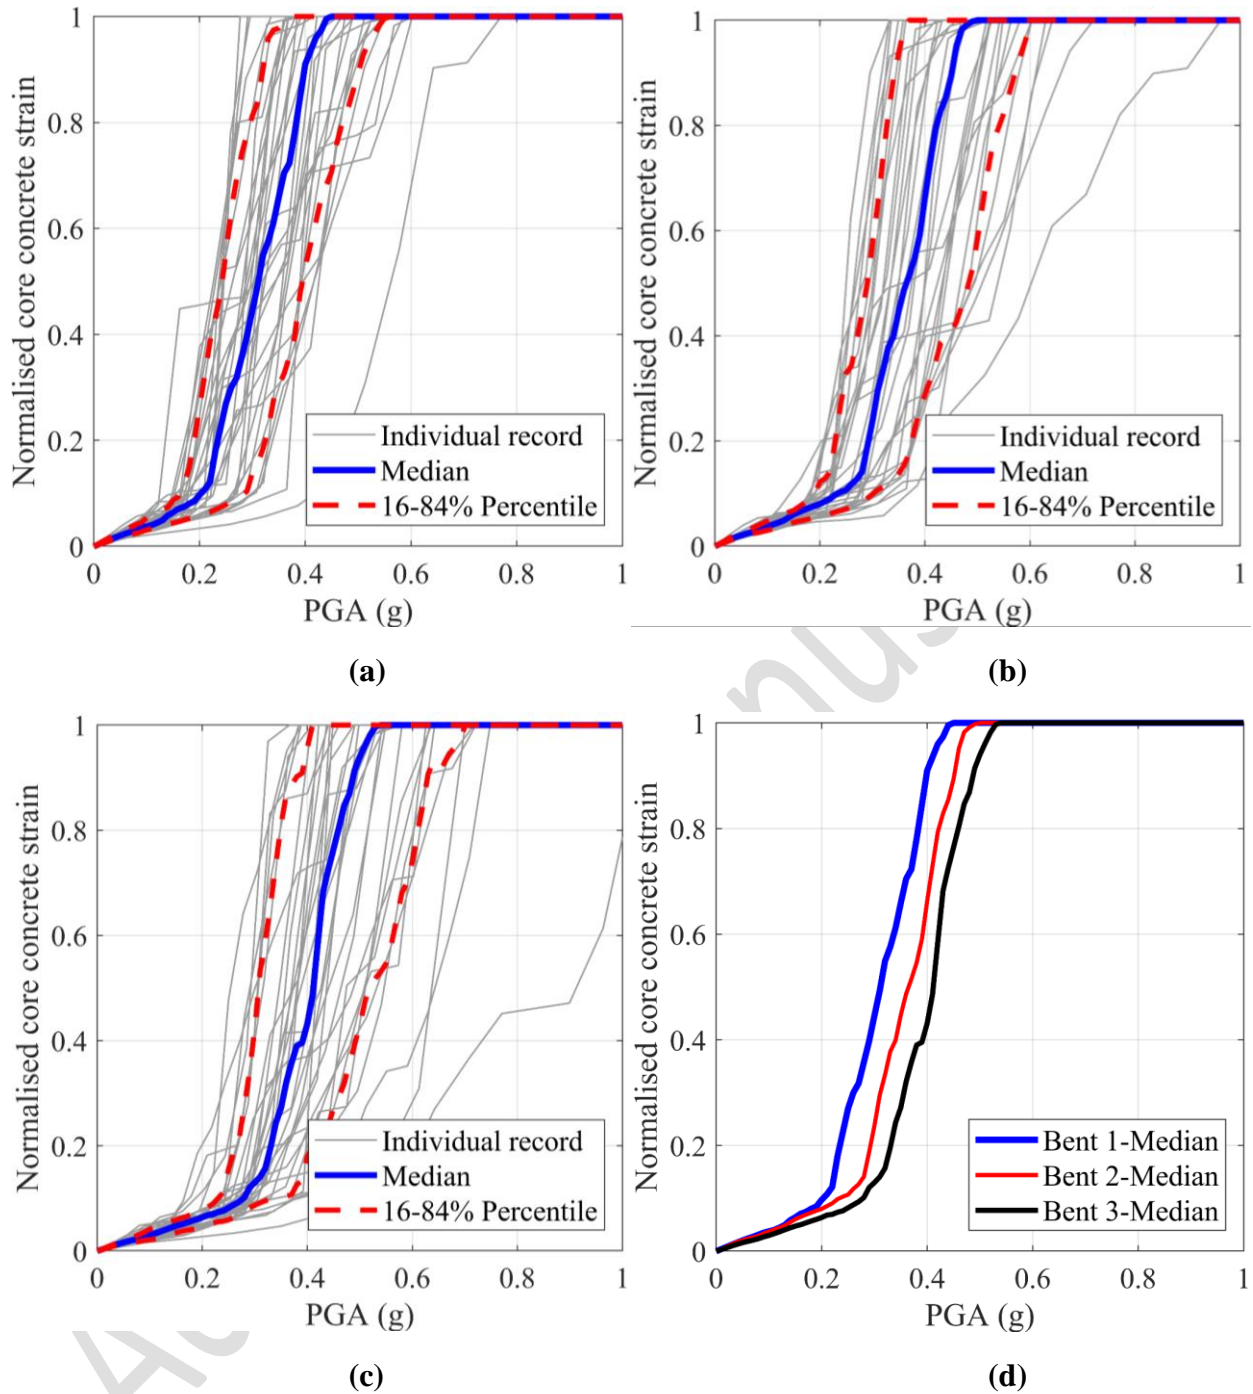 1
0.8
0.6
0.4
0.2
0
Normalised core concrete strain
Individual record
Median
16-84% Percentile
0 0.2 0.4 0.6 0.8 1
PGA (g)
(a)
1
0.8
0.6
0.4
0.2
0
Normalised core concrete strain
Individual record
Median
16-84% Percentile
0 0.2 0.4 0.6 0.8 1
PGA (g)
(b)
1
0.8
0.6
0.4
0.2
0
Normalised core concrete strain
Individual record
Median
16-84% Percentile
0 0.2 0.4 0.6 0.8 1
PGA (g)
(c)
1
0.8
0.6
0.4
0.2
0
Normalised core concrete strain
Bent 1-Median
Bent 2-Median
Bent 3-Median
0 0.2 0.4 0.6 0.8 1
PGA (g)
(d)